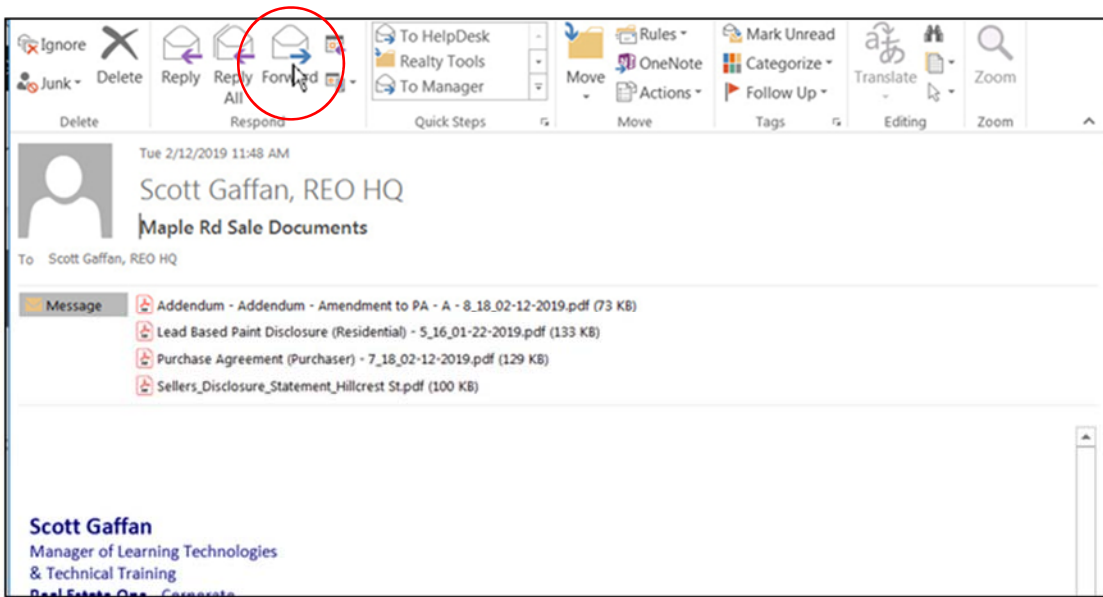 Ignore
Junk
Delete
Reply
Reply All
Forward
To HelpDesk
Realty Tools
To Manager
Move
Rules
OneNote
Actions
Mark Unread
Categorize
Follow Up
Translate
Zoom
Delete
Respond
Quick Steps
Move
Tags
Editing
Zoom
Tue 2/12/2019 11:48 AM
Scott Gaffan, REO HQ
Maple Rd Sale Documents
To Scott Gaffan, REO HQ
Message
Addendum - Addendum - Amendment to PA - A - 8_18_02-12-2019.pdf (73 KB)
Lead Based Paint Disclosure (Residential) - 5_16_01-22-2019.pdf (133 KB)
Purchase Agreement (Purchaser) - 7_18_02-12-2019.pdf (129 KB)
Sellers_Disclosure_Statement_Hillcrest St.pdf (100 KB)
Scott Gaffan
Manager of Learning Technologies
& Technical Training
Real Estate One Corporate